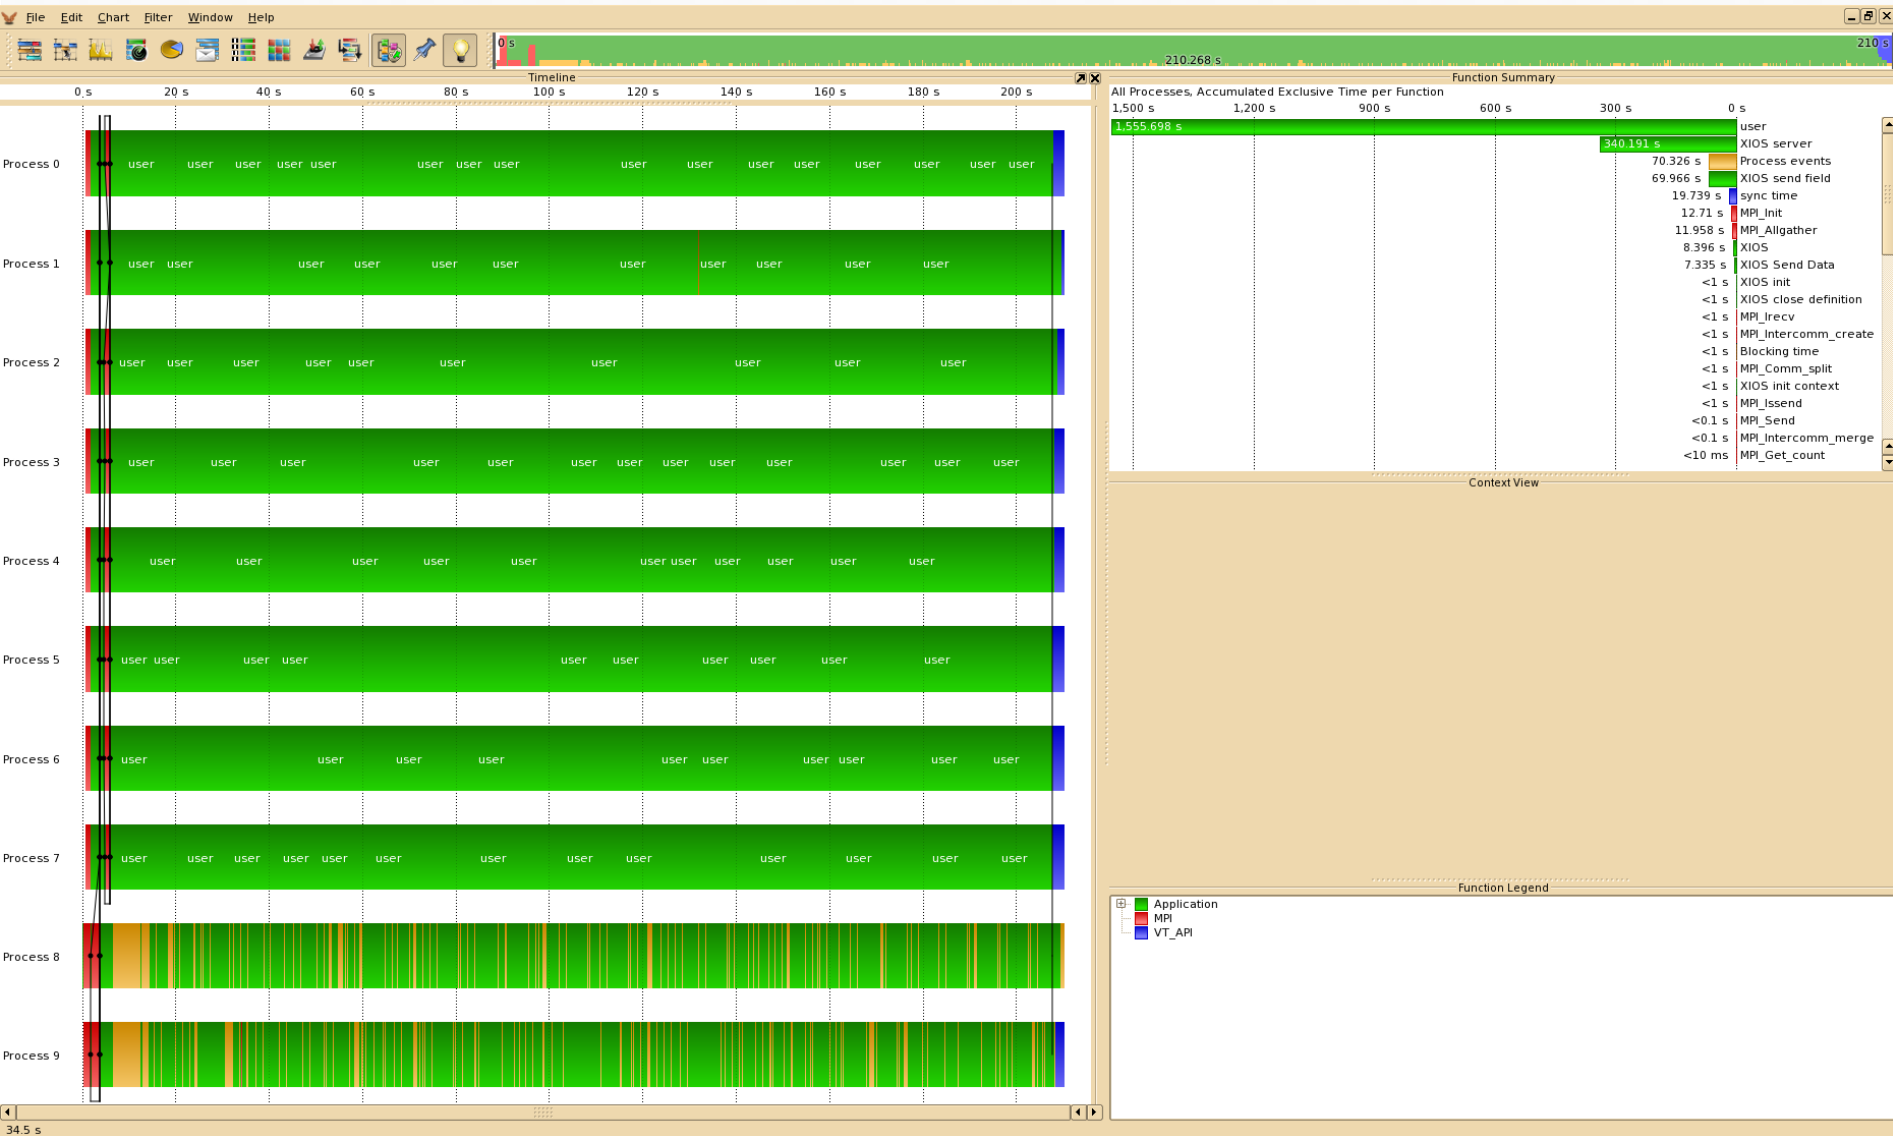 File Edit Chart Filter Window Help
0 s 210.268 s 210 s
Timeline
0 s 20 s 40 s 60 s 80 s 100 s 120 s 140 s 160 s 180 s 200 s
Process 0 user user user user user user user user user user user user user user user user
Process 1 user user user user user user user user user user user
Process 2 user user user user user user user user user user
Process 3 user user user user user user user user user user user user user
Process 4 user user user user user user user user user user user
Process 5 user user user user user user user user user user
Process 6 user user user user user user user user user user
Process 7 user user user user user user user user user user user user user
Process 8
Process 9
34.5 s
Function Summary
All Processes, Accumulated Exclusive Time per Function
1,500 s 1,200 s 900 s 600 s 300 s 0 s
1,555.698 s user
340.191 s XIOS server
70.326 s Process events
69.966 s XIOS send field
19.739 s sync time
12.71 s MPI_Init
11.958 s MPI_Allgather
8.396 s XIOS
7.335 s XIOS Send Data
<1 s XIOS init
<1 s XIOS close definition
<1 s MPI_Irecv
<1 s MPI_Intercomm_create
<1 s Blocking time
<1 s MPI_Comm_split
<1 s XIOS init context
<1 s MPI_Issend
<0.1 s MPI_Send
<0.1 s MPI_Intercomm_merge
<10 ms MPI_Get_count
Context View
Function Legend
Application
MPI
VT_API